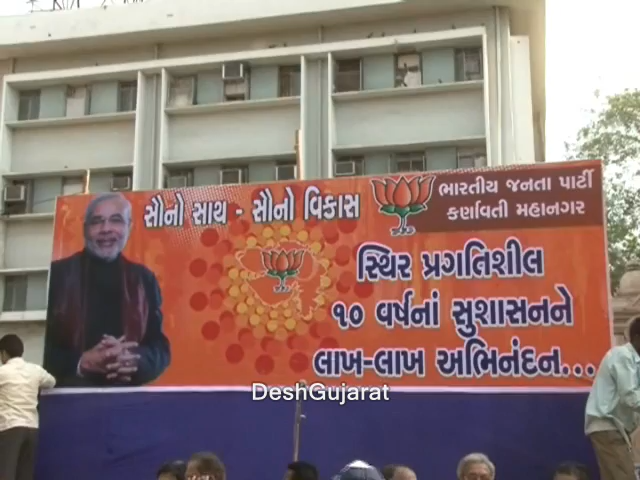 સૌનો સાથ - સૌનો વિકાસ
ભારતીય જનતા પાર્ટી
કર્ણાવતી મહાનગર
સ્થિર પ્રગતિશીલ
૧૦ વર્ષનાં સુશાસનને
લાખ-લાખ અભિનંદન...
DeshGujarat